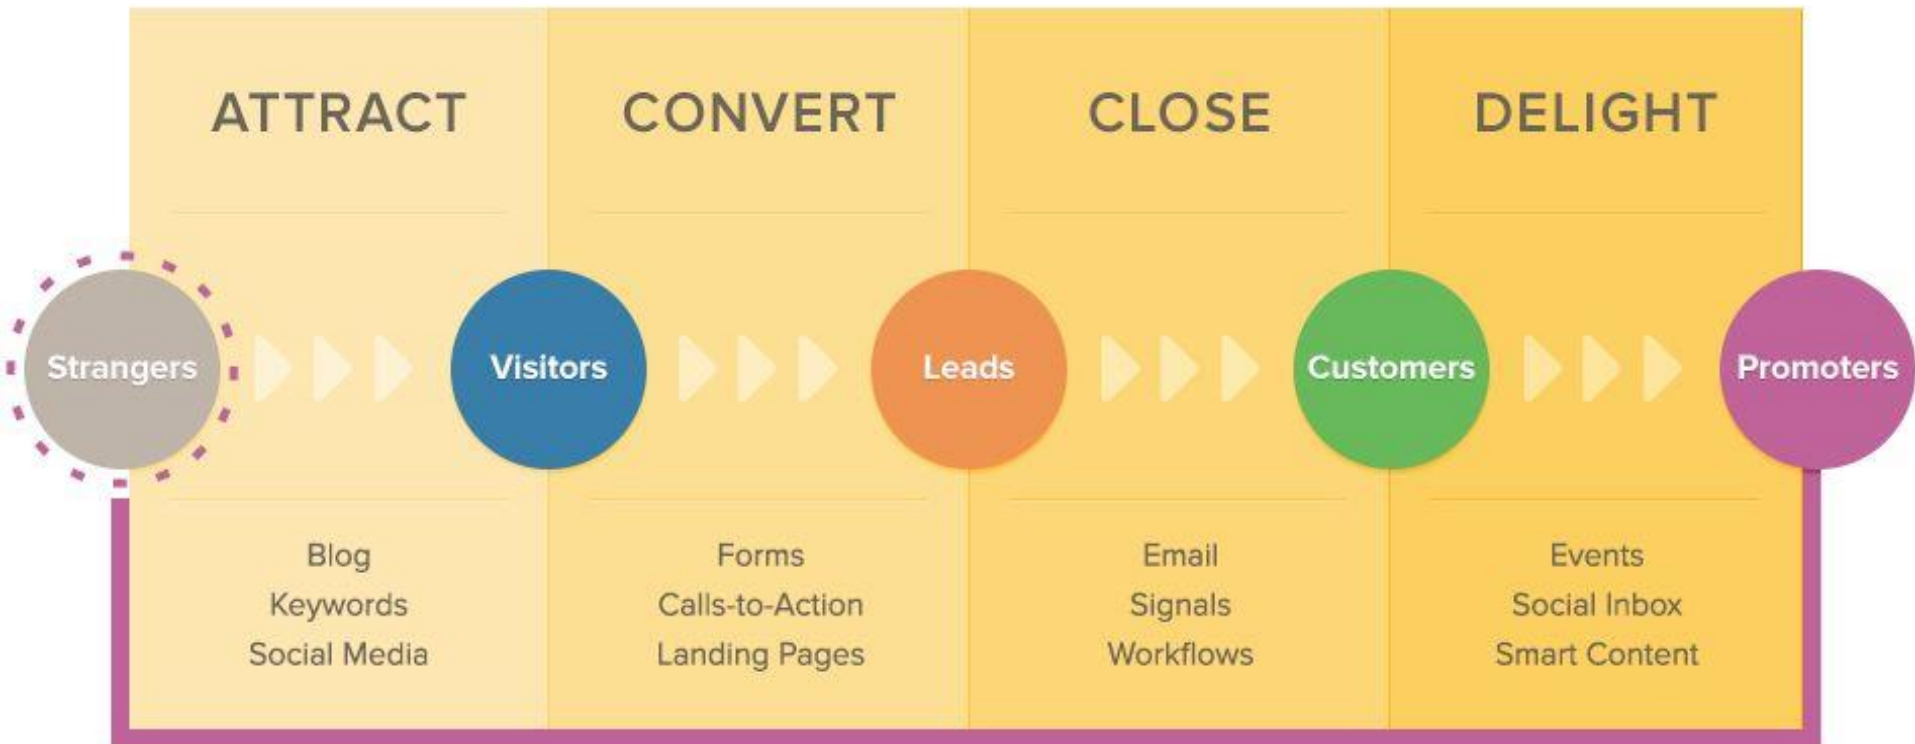 ATTRACT
CONVERT
CLOSE
DELIGHT
Strangers
Visitors
Leads
Customers
Promoters
Blog
Keywords
Social Media
Forms
Calls-to-Action
Landing Pages
Email
Signals
Workflows
Events
Social Inbox
Smart Content